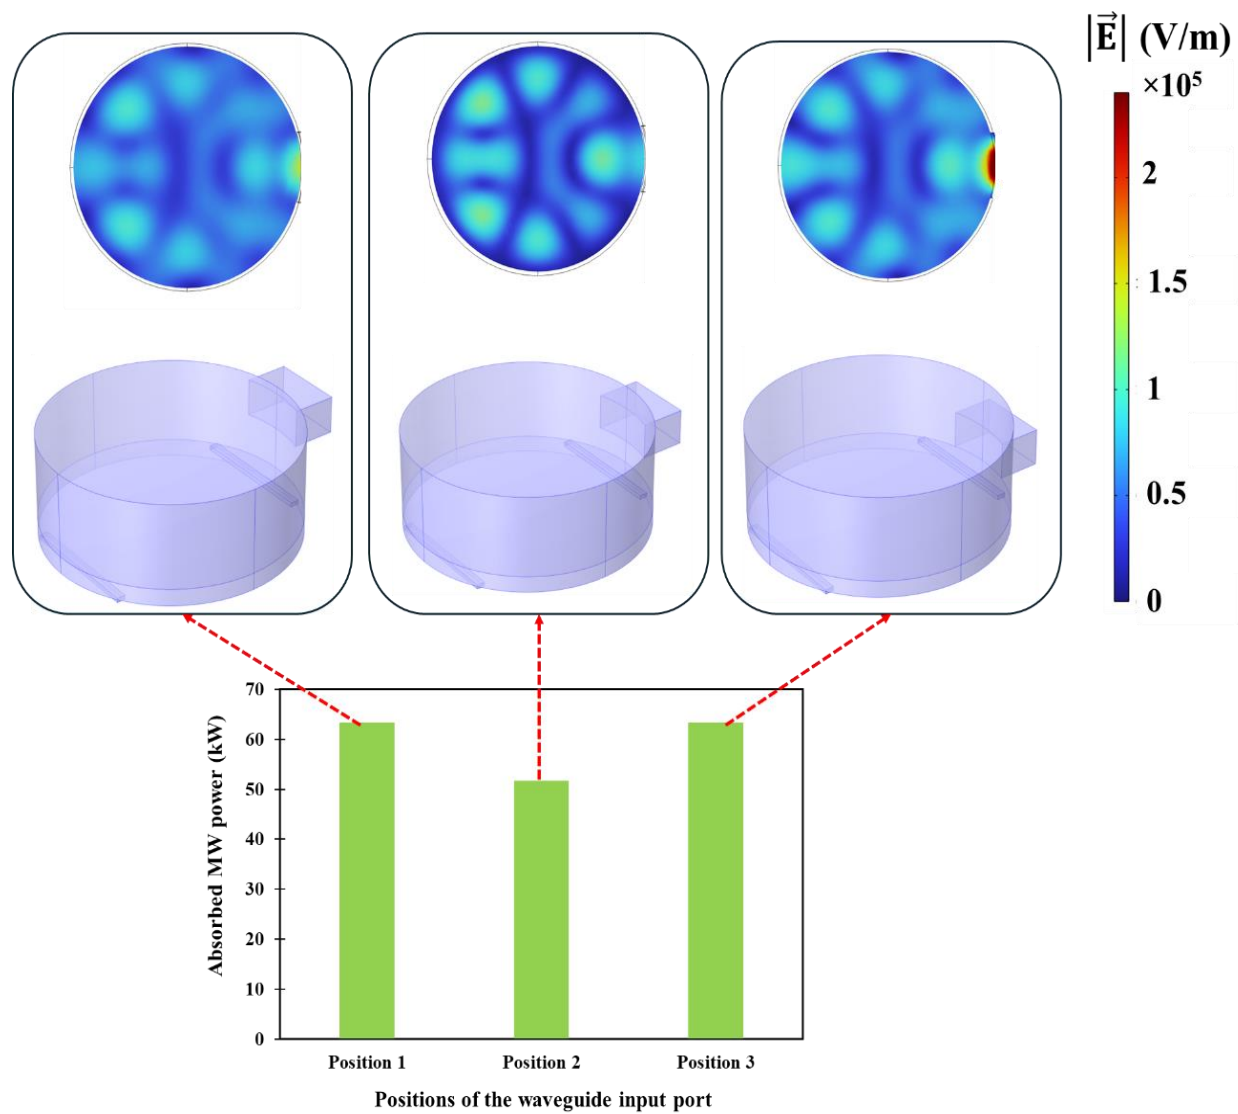 |E⃗| (V/m)
×10⁵
2
1.5
1
0.5
0
70
60
50
40
30
20
10
0
Absorbed MW power (kW)
Position 1
Position 2
Position 3
Positions of the waveguide input port